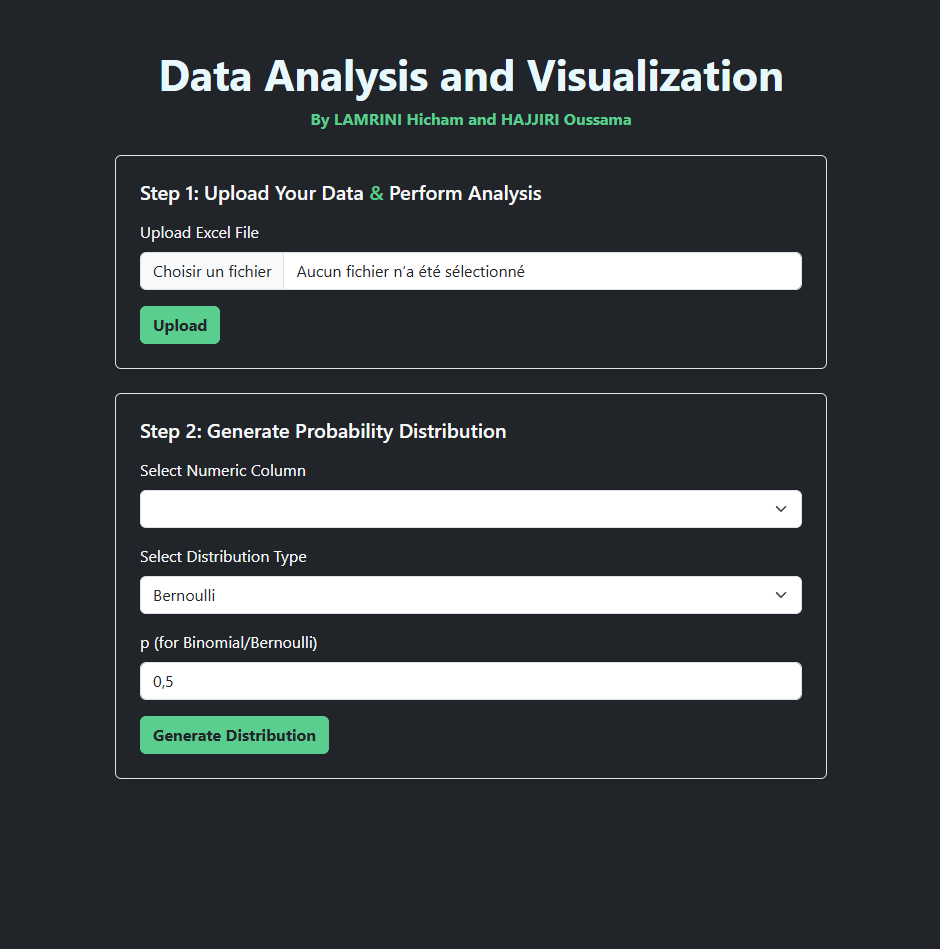 Data Analysis and Visualization
By LAMRINI Hicham and HAJJIRI Oussama
Step 1: Upload Your Data & Perform Analysis
Upload Excel File
Choisir un fichier Aucun fichier n’a été sélectionné
Upload
Step 2: Generate Probability Distribution
Select Numeric Column
Select Distribution Type
Bernoulli
p (for Binomial/Bernoulli)
0,5
Generate Distribution